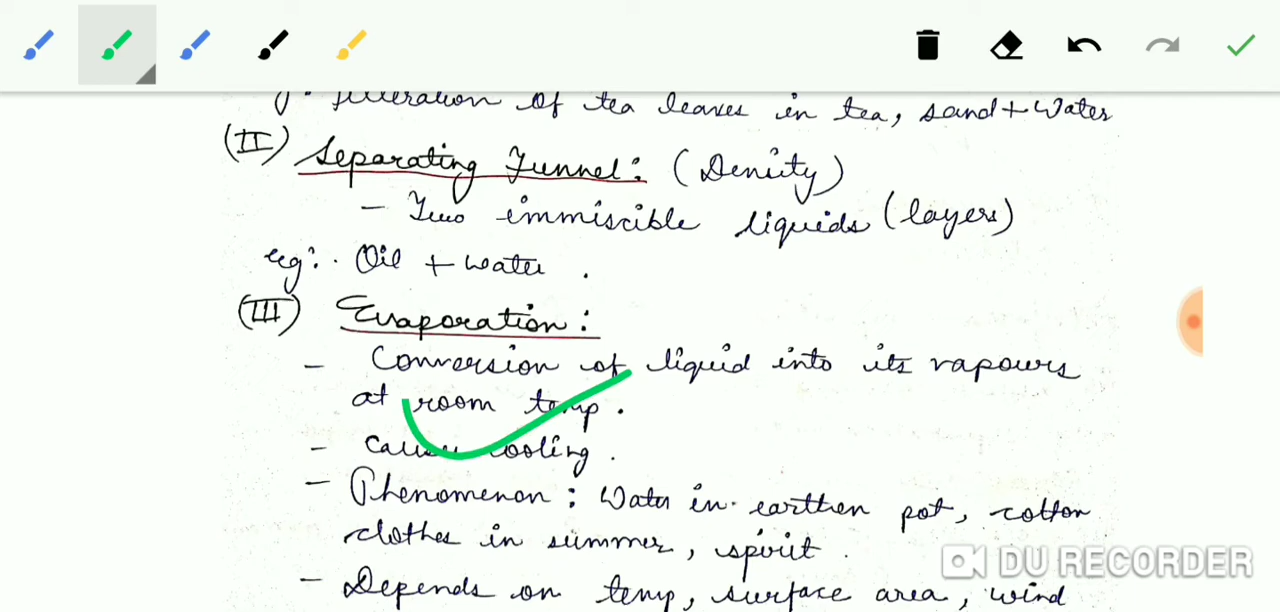 filteration of tea leaves in tea, sand+water
(II) Separating Funnel: (Density)
- Two immiscible liquids (layers)
eg:. Oil + water .
(III) Evaporation:
- Conversion of liquid into its vapours
at room temp.
- Causes cooling.
- Phenomenon: Water in earthen pot, cotton
clothes in summer, spirit.
DU RECORDER
- Depends on temp, surface area, wind